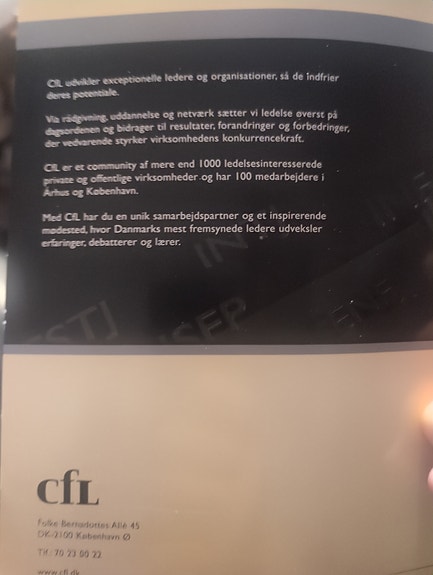 CfL udvikler exceptionelle ledere og organisationer, så de indfrier
deres potentiale.
Via rådgivning, uddannelse og netværk sætter vi ledelse øverst på
dagsordenen og bidrager til resultater, forandringer og forbedringer,
der vedvarende styrker virksomhedens konkurrencekraft.
CfL er et community af mere end 1000 ledelsesinteresserede
private og offentlige virksomheder og har 100 medarbejdere i
Århus og København.
Med CfL har du en unik samarbejdspartner og et inspirerende
mødested, hvor Danmarks mest fremsynede ledere udveksler
erfaringer, debatterer og lærer.
cfL
Folke Bernadottes Allé 45
DK-2100 København Ø
Tlf.: 70 23 00 22
www.cfl.dk